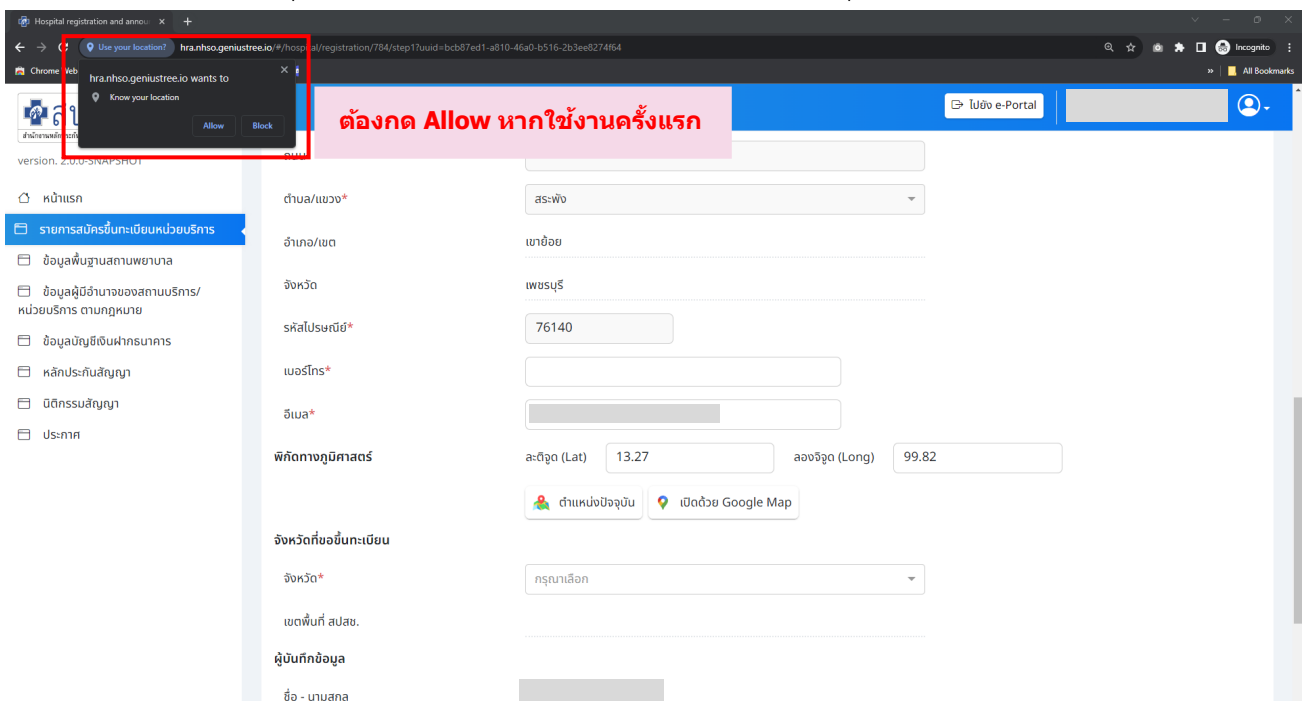 Hospital registration and annou
Use your location?
hra.nhso.geniustree.io/#/hospital/registration/784/step1?uuid=bcb87ed1-a810-46a0-b516-2b3ee8274f64
Incognito
All Bookmarks
hra.nhso.geniustree.io wants to
Know your location
Allow
Block
ต้องกด Allow หากใช้งานครั้งแรก
ไปยัง e-Portal
version. 2.0.0-SNAPSHOT
หน้าแรก
รายการสมัครขึ้นทะเบียนหน่วยบริการ
ข้อมูลพื้นฐานสถานพยาบาล
ข้อมูลผู้มีอำนาจของสถานบริการ/
หน่วยบริการ ตามกฎหมาย
ข้อมูลบัญชีเงินฝากธนาคาร
หลักประกันสัญญา
นิติกรรมสัญญา
ประกาศ
ตำบล/แขวง* สระพัง
อำเภอ/เขต เขาย้อย
จังหวัด เพชรบุรี
รหัสไปรษณีย์* 76140
เบอร์โทร*
อีเมล*
พิกัดทางภูมิศาสตร์ ละติจูด (Lat) 13.27 ลองจิจูด (Long) 99.82
ตำแหน่งปัจจุบัน เปิดด้วย Google Map
จังหวัดที่ขอขึ้นทะเบียน
จังหวัด* กรุณาเลือก
เขตพื้นที่ สปสช.
ผู้บันทึกข้อมูล
ชื่อ - นามสกุล